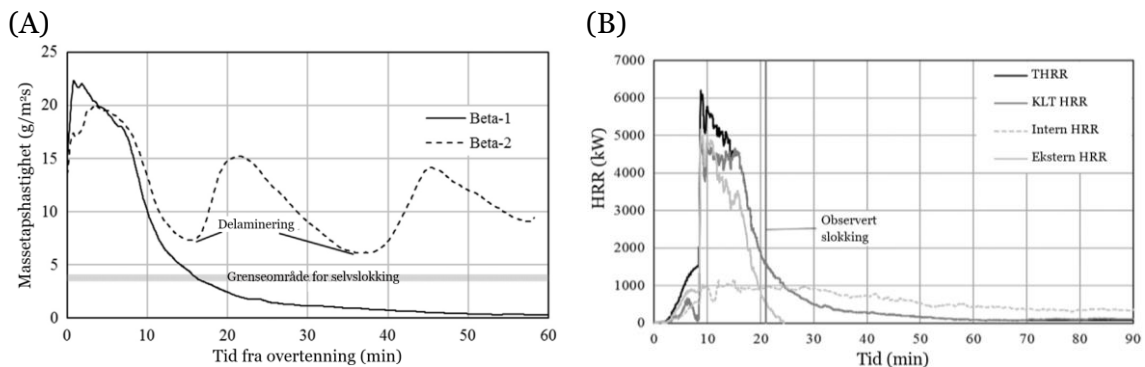 (A)
25
20
15
10
5
0
Massetapshastighet (g/m²s)
Beta-1
Beta-2
Delaminering
Grenseområde for selvslokking
0 10 20 30 40 50 60
Tid fra overtenning (min)
(B)
7000
6000
5000
4000
3000
2000
1000
0
HRR (kW)
THRR
KLT HRR
Intern HRR
Ekstern HRR
Observert
slokking
0 10 20 30 40 50 60 70 80 90
Tid (min)